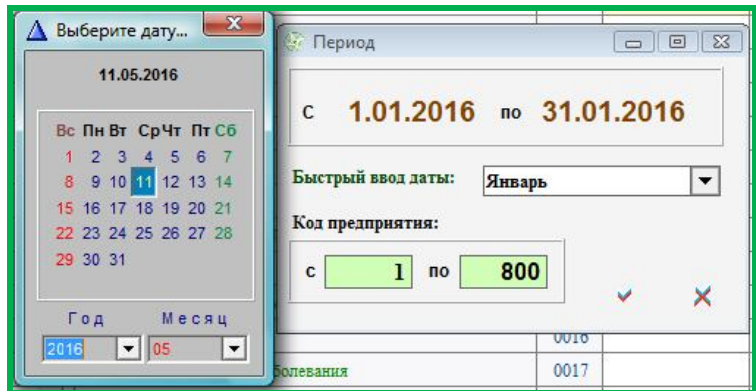 Выберите дату...
11.05.2016
Вс Пн Вт Ср Чт Пт Сб
1 2 3 4 5 6 7
8 9 10 11 12 13 14
15 16 17 18 19 20 21
22 23 24 25 26 27 28
29 30 31
Год Месяц
2016 05
Период
с 1.01.2016 по 31.01.2016
Быстрый ввод даты: Январь
Код предприятия:
с 1 по 800
0016
болевания 0017